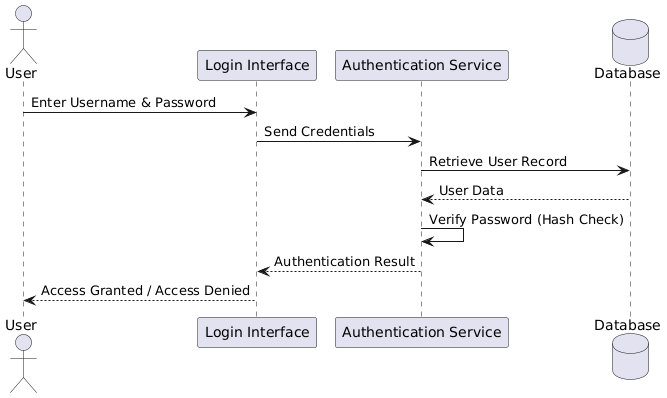 User
Login Interface
Authentication Service
Database
Enter Username & Password
Send Credentials
Retrieve User Record
User Data
Verify Password (Hash Check)
Authentication Result
Access Granted / Access Denied
User
Login Interface
Authentication Service
Database